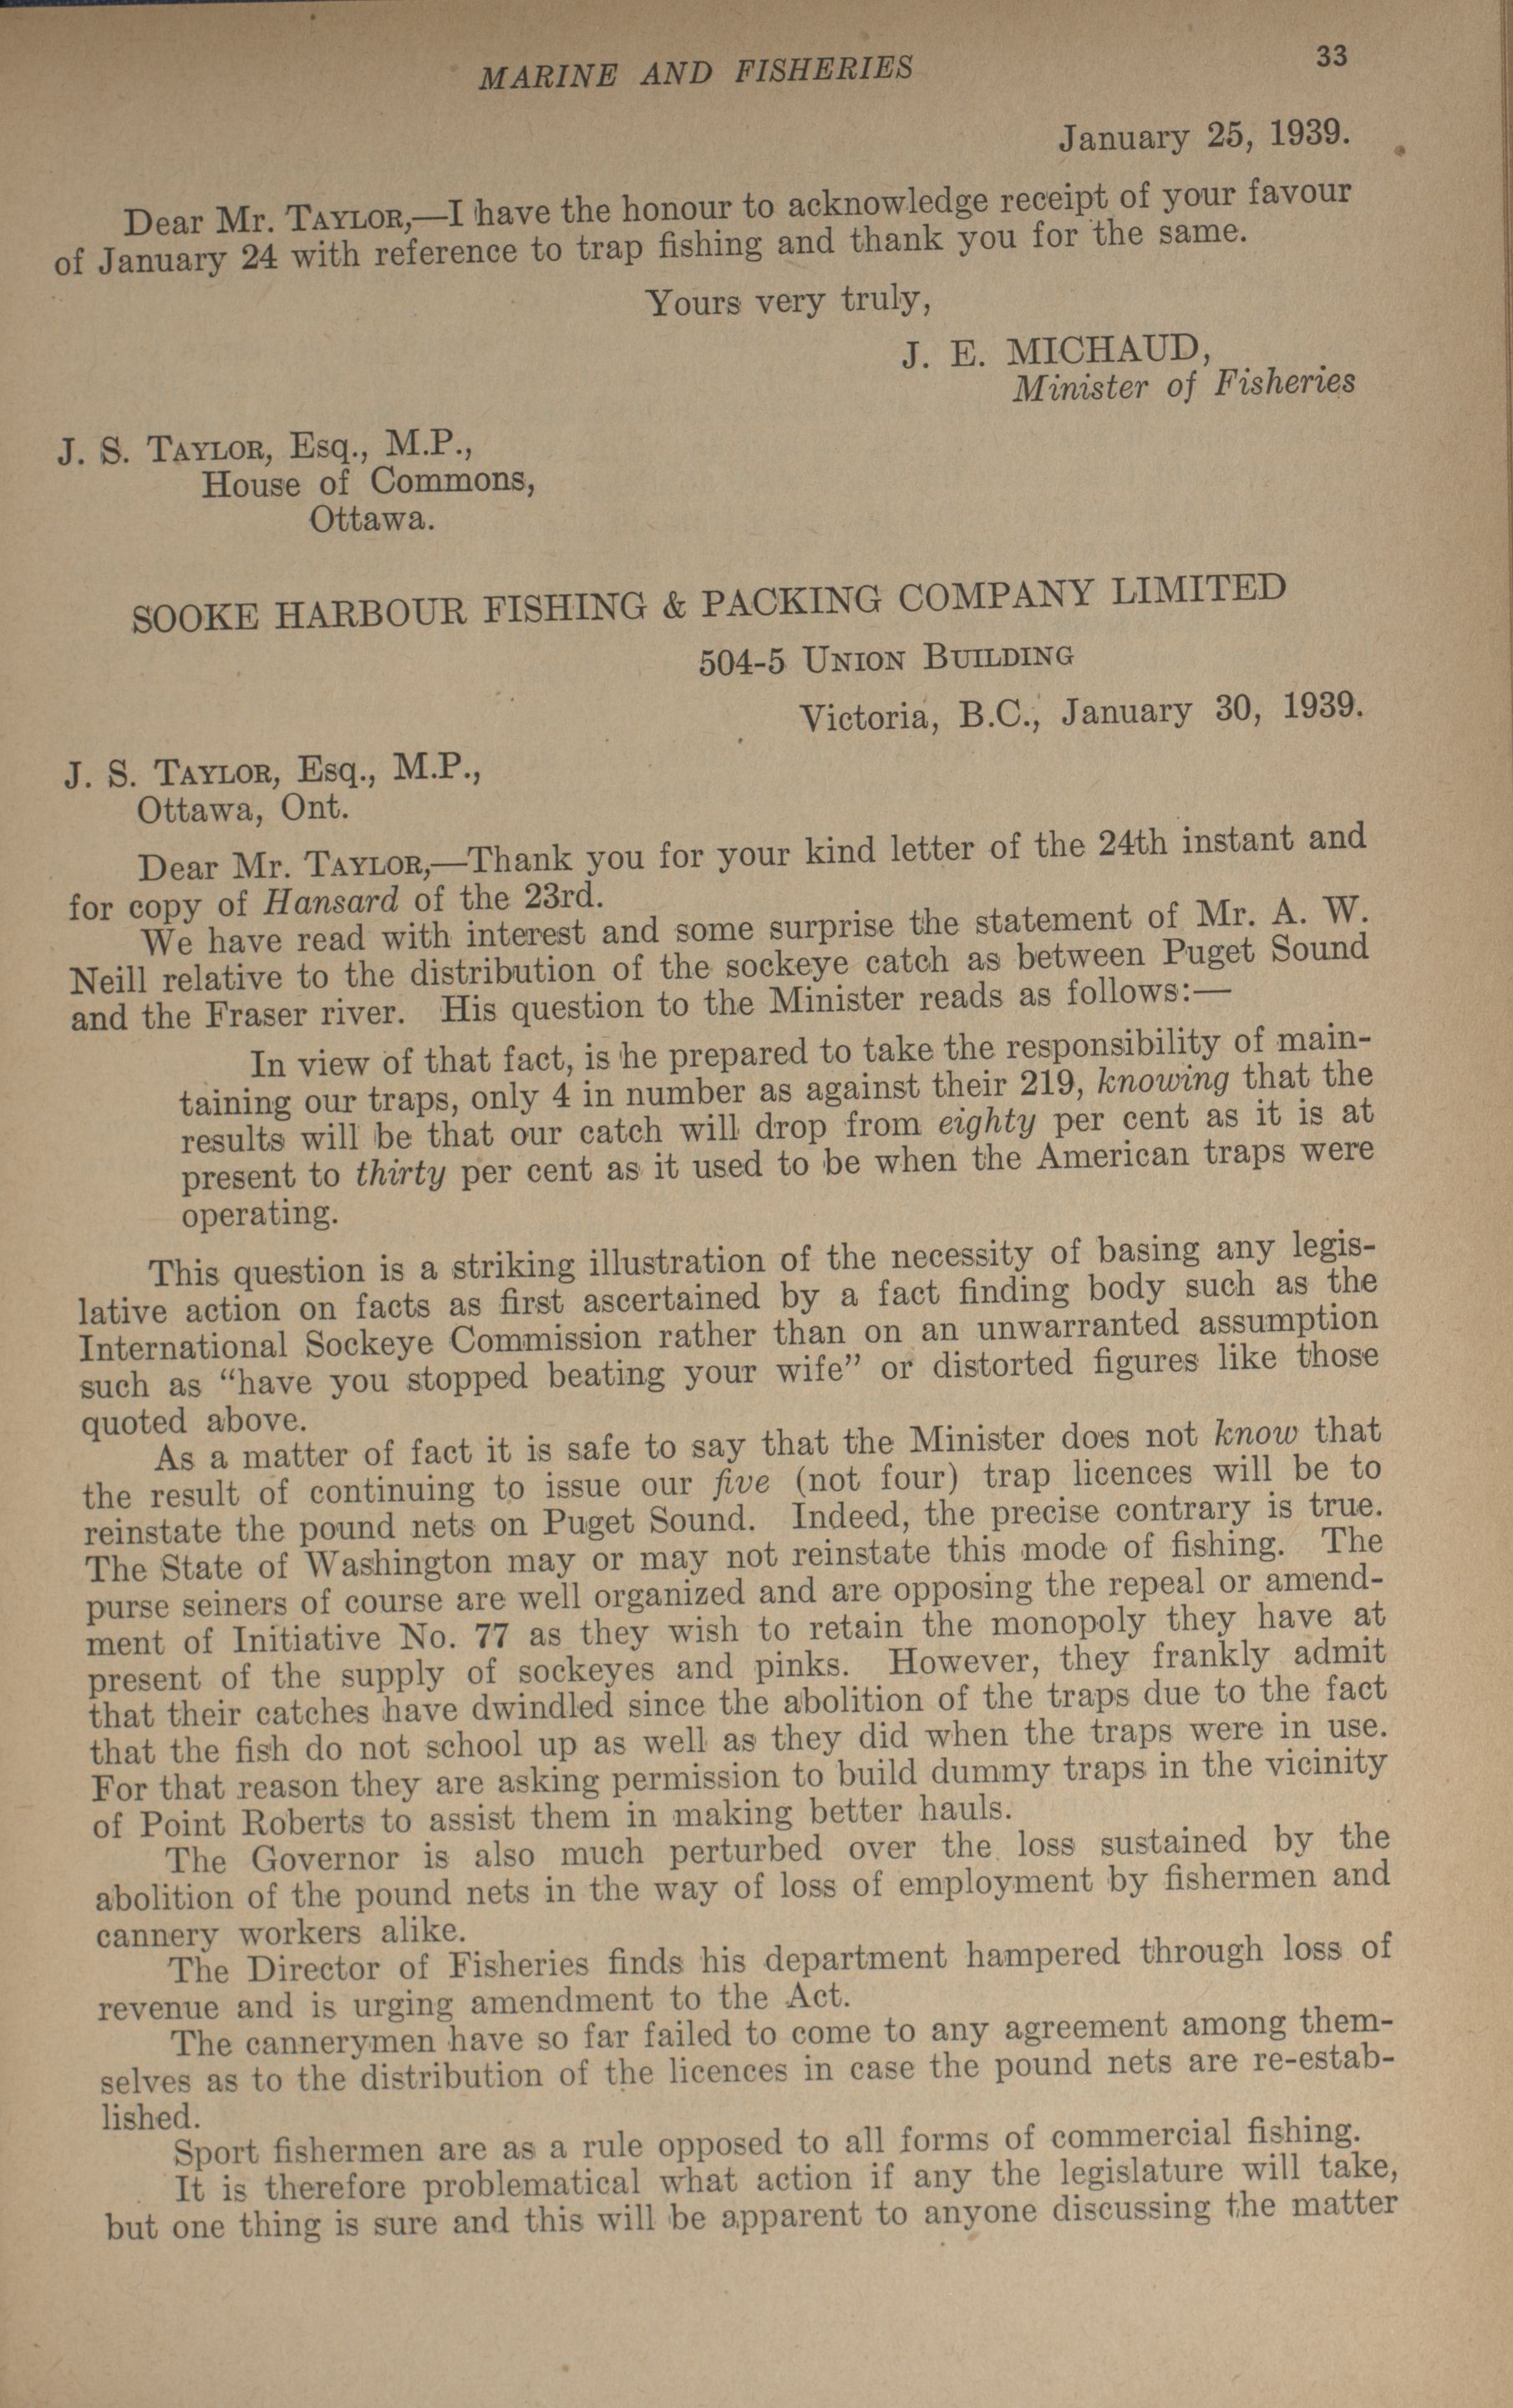 MARINE AND FISHERIES 33
January 25, 1939.
Dear Mr. TAYLOR,—I have the honour to acknowledge receipt of your favour
of January 24 with reference to trap fishing and thank you for the same.
Yours very truly,
J. E. MICHAUD,
Minister of Fisheries
J. S. TAYLOR, Esq., M.P.,
House of Commons,
Ottawa.
SOOKE HARBOUR FISHING & PACKING COMPANY LIMITED
504-5 UNION BUILDING
Victoria, B.C., January 30, 1939.
J. S. TAYLOR, Esq., M.P.,
Ottawa, Ont.
Dear Mr. TAYLOR,—Thank you for your kind letter of the 24th instant and
for copy of Hansard of the 23rd.
We have read with interest and some surprise the statement of Mr. A. W.
Neill relative to the distribution of the sockeye catch as between Puget Sound
and the Fraser river. His question to the Minister reads as follows:—
In view of that fact, is he prepared to take the responsibility of main-
taining our traps, only 4 in number as against their 219, knowing that the
results will be that our catch will drop from eighty per cent as it is at
present to thirty per cent as it used to be when the American traps were
operating.
This question is a striking illustration of the necessity of basing any legis-
lative action on facts as first ascertained by a fact finding body such as the
International Sockeye Commission rather than on an unwarranted assumption
such as “have you stopped beating your wife” or distorted figures like those
quoted above.
As a matter of fact it is safe to say that the Minister does not know that
the result of continuing to issue our five (not four) trap licences will be to
reinstate the pound nets on Puget Sound. Indeed, the precise contrary is true.
The State of Washington may or may not reinstate this mode of fishing. The
purse seiners of course are well organized and are opposing the repeal or amend-
ment of Initiative No. 77 as they wish to retain the monopoly they have at
present of the supply of sockeyes and pinks. However, they frankly admit
that their catches have dwindled since the abolition of the traps due to the fact
that the fish do not school up as well as they did when the traps were in use.
For that reason they are asking permission to build dummy traps in the vicinity
of Point Roberts to assist them in making better hauls.
The Governor is also much perturbed over the loss sustained by the
abolition of the pound nets in the way of loss of employment by fishermen and
cannery workers alike.
The Director of Fisheries finds his department hampered through loss of
revenue and is urging amendment to the Act.
The cannerymen have so far failed to come to any agreement among them-
selves as to the distribution of the licences in case the pound nets are re-estab-
lished.
Sport fishermen are as a rule opposed to all forms of commercial fishing.
It is therefore problematical what action if any the legislature will take,
but one thing is sure and this will be apparent to anyone discussing the matter